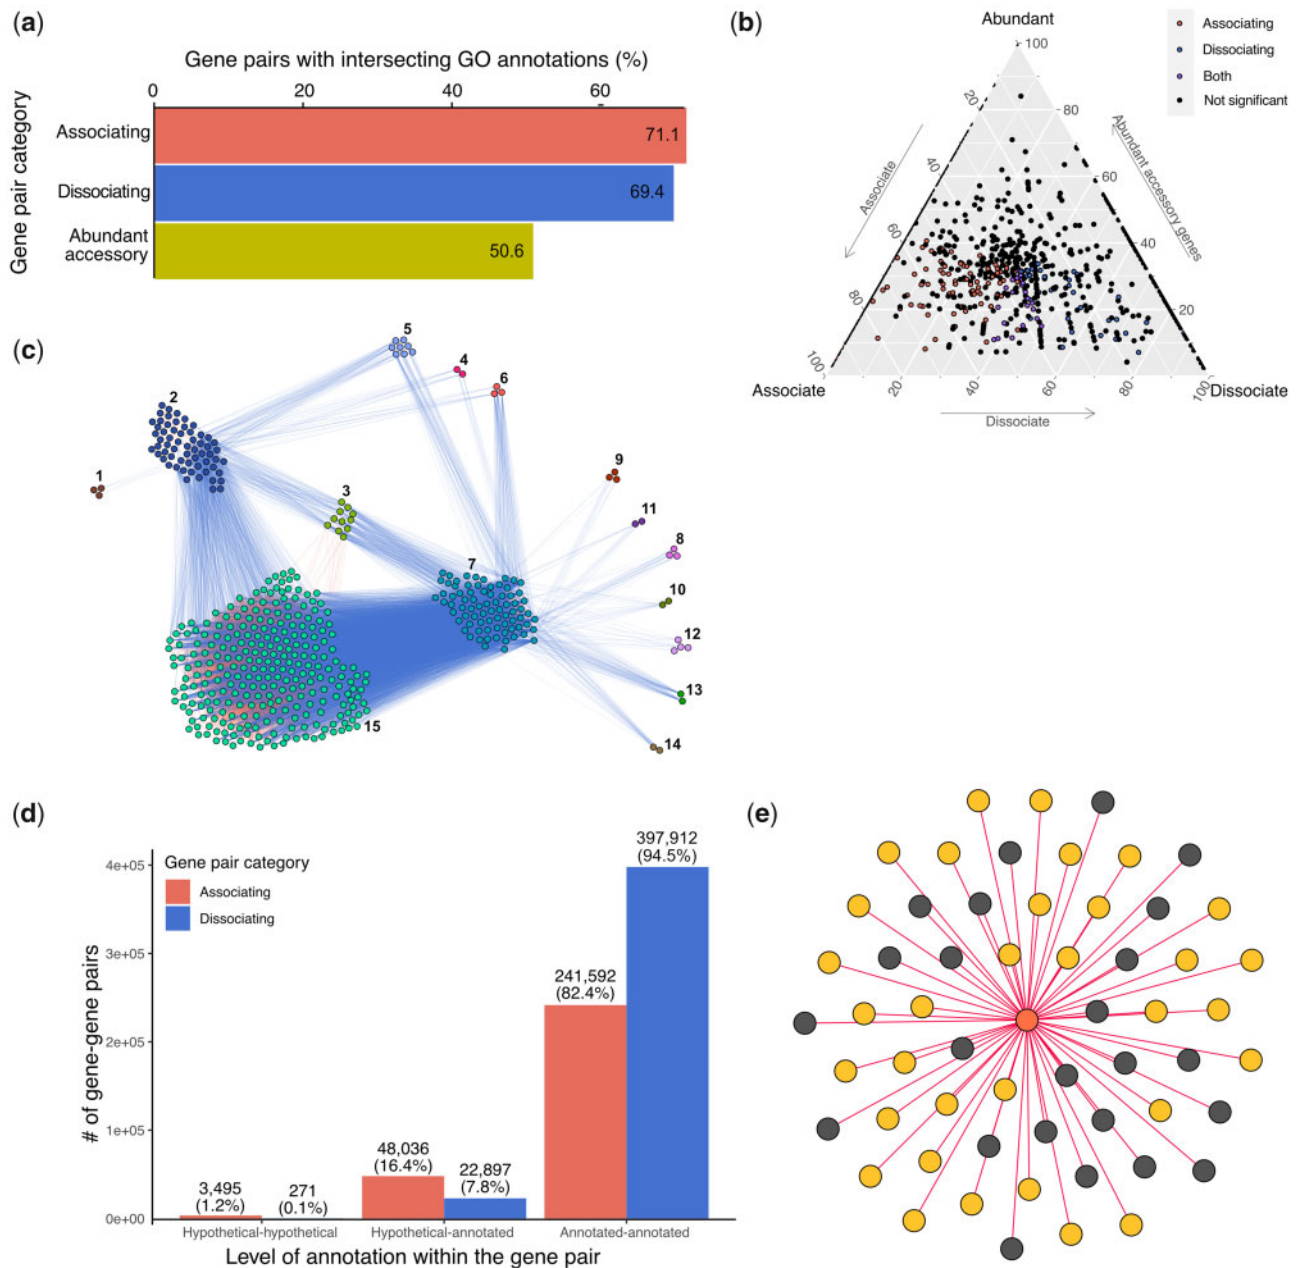 (a)
Gene pairs with intersecting GO annotations (%)
0
20
40
60
Gene pair category
Associating
71.1
Dissociating
69.4
Abundant
accessory
50.6
(b)
Abundant
Associating
Dissociating
Both
Not significant
100
80
60
40
20
20
40
60
80
100
Associate
Abundant accessory genes
Associate
Dissociate
20
40
60
80
100
Dissociate
(c)
1
2
3
4
5
6
7
8
9
10
11
12
13
14
15
(d)
Gene pair category
Associating
Dissociating
# of gene-gene pairs
4e+05
3e+05
2e+05
1e+05
0e+00
3,495
(1.2%)
271
(0.1%)
48,036
(16.4%)
22,897
(7.8%)
241,592
(82.4%)
397,912
(94.5%)
Hypothetical-hypothetical
Hypothetical-annotated
Annotated-annotated
Level of annotation within the gene pair
(e)